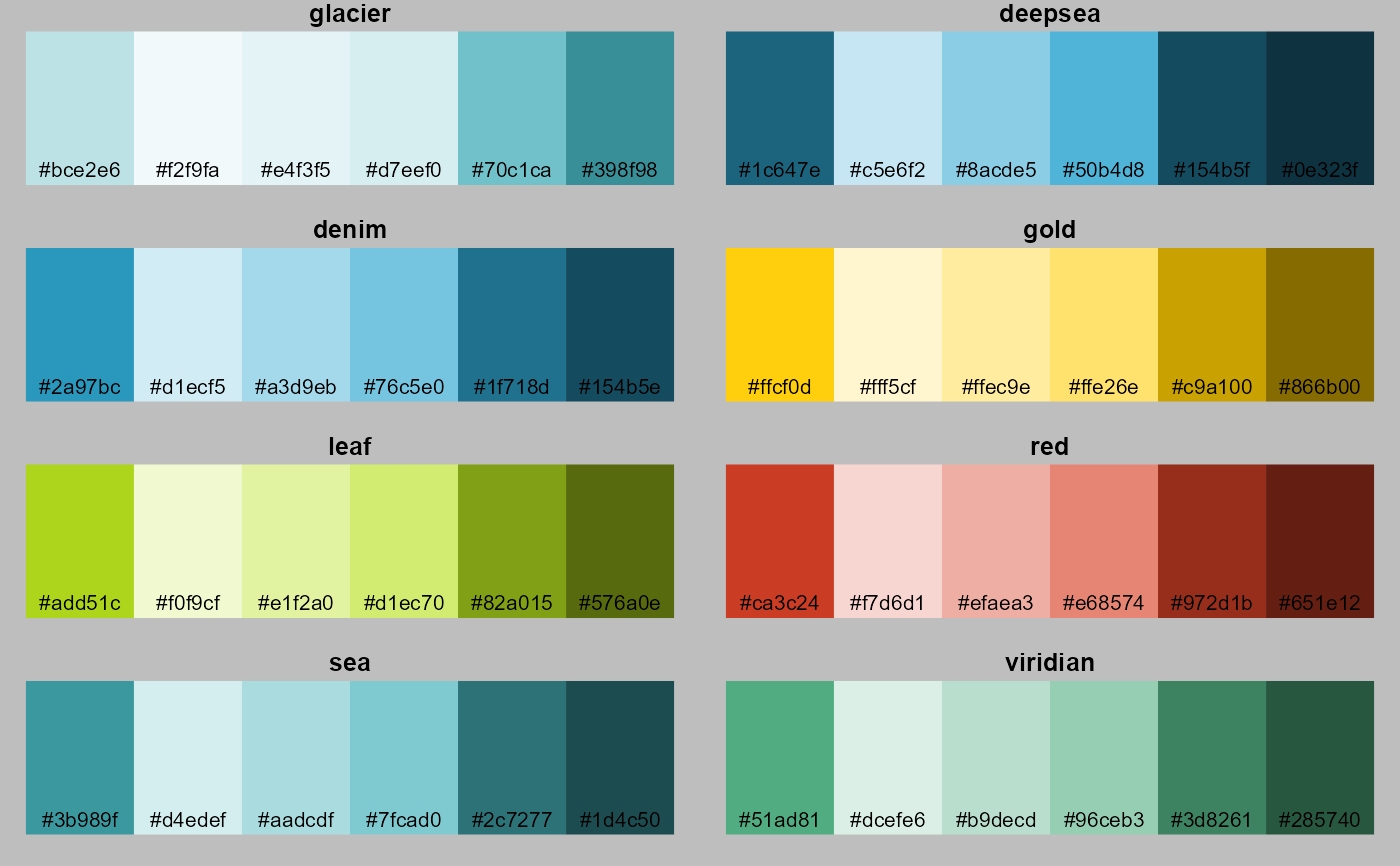 glacier deepsea
#bce2e6 #f2f9fa #e4f3f5 #d7eef0 #70c1ca #398f98 #1c647e #c5e6f2 #8acde5 #50b4d8 #154b5f #0e323f
denim gold
#2a97bc #d1ecf5 #a3d9eb #76c5e0 #1f718d #154b5e #ffcf0d #fff5cf #ffec9e #ffe26e #c9a100 #866b00
leaf red
#add51c #f0f9cf #e1f2a0 #d1ec70 #82a015 #576a0e #ca3c24 #f7d6d1 #efaea3 #e68574 #972d1b #651e12
sea viridian
#3b989f #d4edef #aadcdf #7fcad0 #2c7277 #1d4c50 #51ad81 #dcefe6 #b9decd #96ceb3 #3d8261 #285740